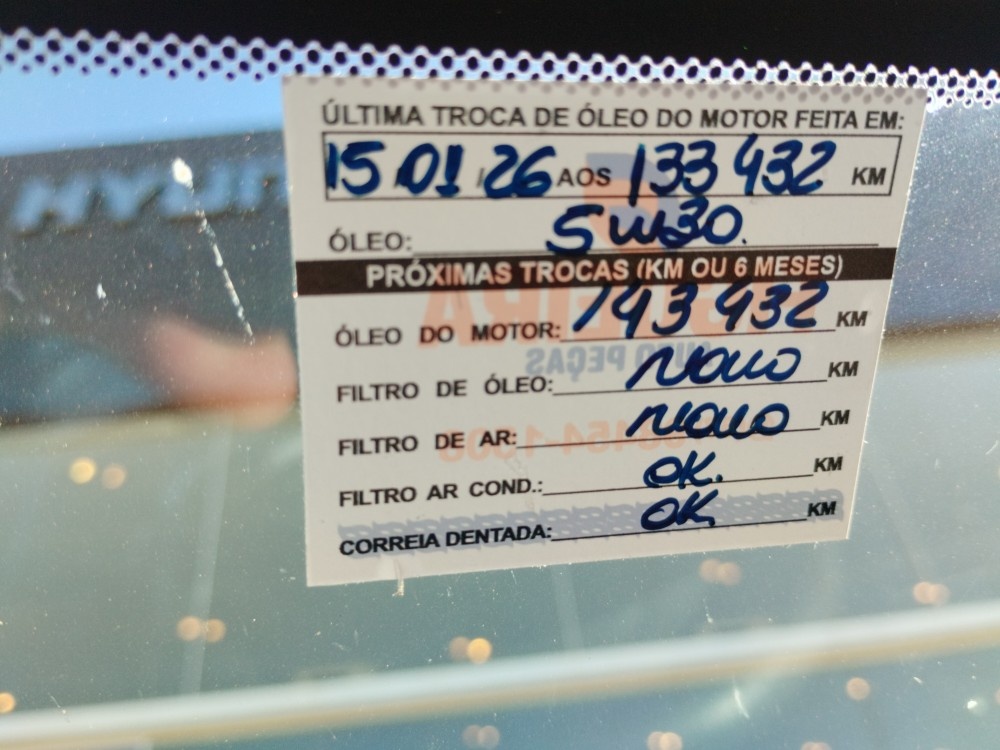 ÚLTIMA TROCA DE ÓLEO DO MOTOR FEITA EM:
15 / 01 / 26 AOS 133 432 KM
ÓLEO: 5W30.
PRÓXIMAS TROCAS (KM OU 6 MESES)
ÓLEO DO MOTOR: 143 432 KM
FILTRO DE ÓLEO: novo KM
FILTRO DE AR: novo KM
FILTRO AR COND.: OK. KM
CORREIA DENTADA: OK KM
AUTO PEÇAS